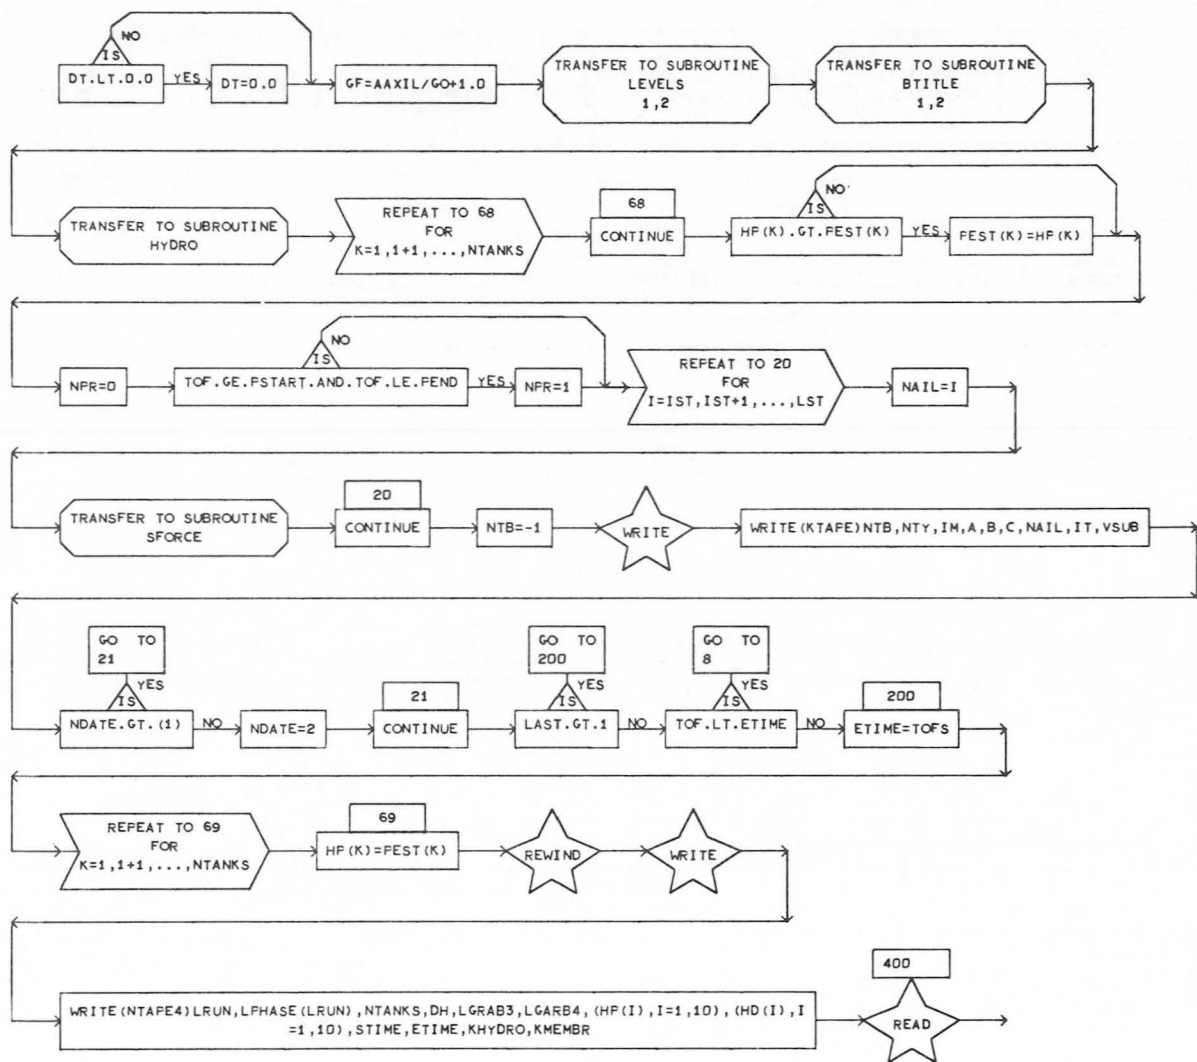 NO
IS
DT.LT.0.0
YES
DT=0.0
GF=AAXIL/GO+1.0
TRANSFER TO SUBROUTINE
LEVELS
1,2
TRANSFER TO SUBROUTINE
BTITLE
1,2
TRANSFER TO SUBROUTINE
HYDRO
REPEAT TO 68
FOR
K=1,1+1,...,NTANKS
68
CONTINUE
NO
IS
HP(K).GT.PEST(K)
YES
PEST(K)=HP(K)
NPR=0
NO
IS
TOF.GE.PSTART.AND.TOF.LE.PEND
YES
NPR=1
REPEAT TO 20
FOR
I=IST,IST+1,...,LST
NAIL=I
TRANSFER TO SUBROUTINE
SFORCE
20
CONTINUE
NTB=-1
WRITE
WRITE(KTAPE)NTB,NTY,IM,A,B,C,NAIL,IT,VSUB
GO TO
21
YES
IS
NDATE.GT.(1)
NO
NDATE=2
21
CONTINUE
GO TO
200
YES
IS
LAST.GT.1
NO
GO TO
8
YES
IS
TOF.LT.ETIME
NO
200
ETIME=TOFS
REPEAT TO 69
FOR
K=1,1+1,...,NTANKS
69
HP(K)=PEST(K)
REWIND
WRITE
WRITE(NTAPE4)LRUN,LPHASE(LRUN),NTANKS,DH,LGRAB3,LGARB4,(HP(I),I=1,10),(HD(I),I
=1,10),STIME,ETIME,KHYDRO,KMEMBR
400
READ